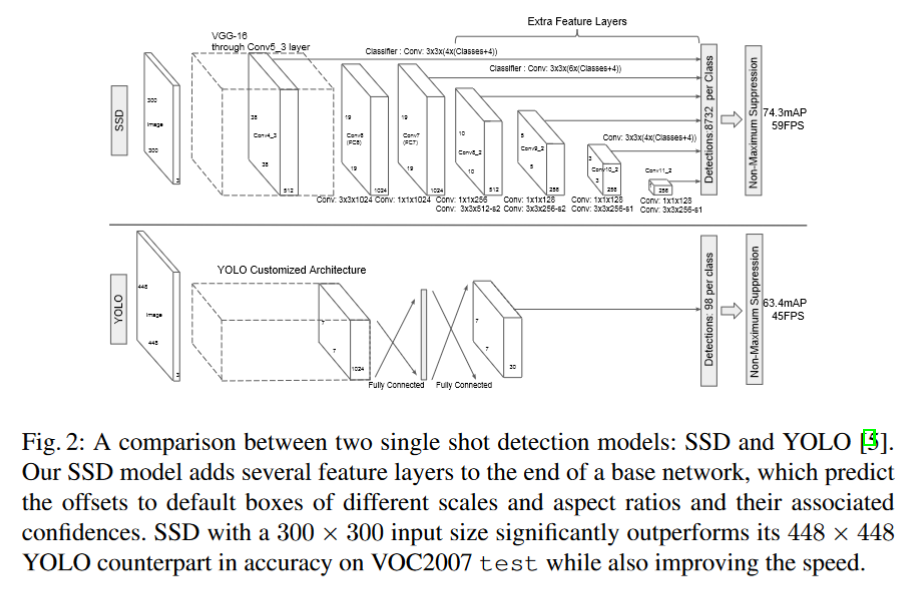 Extra Feature Layers
VGG-16
through Conv5_3 layer
Classifier : Conv: 3x3x(4x(Classes+4))
Classifier : Conv: 3x3x(6x(Classes+4))
SSD
300
Image
300
3
38
Conv4_3
38
512
19
Conv6
(FC6)
19
1024
19
Conv7
(FC7)
19
1024
10
Conv8_2
10
512
5
Conv9_2
5
256
Conv: 3x3x(4x(Classes+4))
3
Conv10_2
3
256
Conv11_2
256
Detections:8732 per Class
Non-Maximum Suppression
74.3mAP
59FPS
Conv: 3x3x1024
Conv: 1x1x1024
Conv: 1x1x256
Conv: 3x3x512-s2
Conv: 1x1x128
Conv: 3x3x256-s2
Conv: 1x1x128
Conv: 3x3x256-s1
Conv: 1x1x128
Conv: 3x3x256-s1
YOLO
448
Image
448
3
YOLO Customized Architecture
7
7
1024
Fully Connected
Fully Connected
7
7
30
Detections: 98 per class
Non-Maximum Suppression
63.4mAP
45FPS
Fig. 2: A comparison between two single shot detection models: SSD and YOLO [5].
Our SSD model adds several feature layers to the end of a base network, which predict
the offsets to default boxes of different scales and aspect ratios and their associated
confidences. SSD with a 300 × 300 input size significantly outperforms its 448 × 448
YOLO counterpart in accuracy on VOC2007 test while also improving the speed.